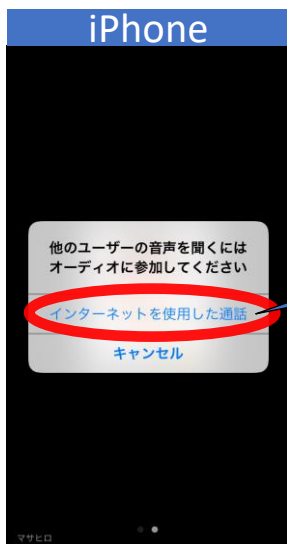 iPhone
他のユーザーの音声を聞くには
オーディオに参加してください
インターネットを使用した通話
キャンセル
マサヒロ